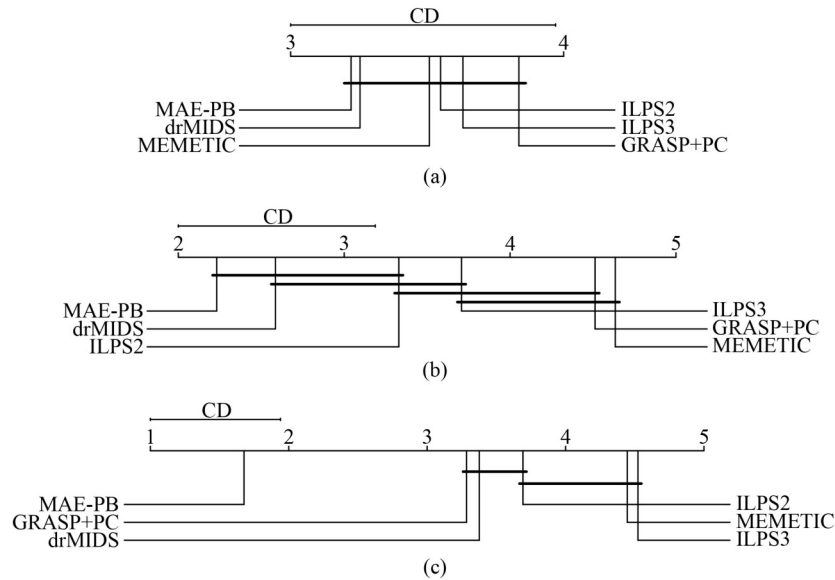 CD
3 4
MAE-PB ILPS2
drMIDS ILPS3
MEMETIC GRASP+PC
(a)
CD
2 3 4 5
MAE-PB ILPS3
drMIDS GRASP+PC
ILPS2 MEMETIC
(b)
CD
1 2 3 4 5
MAE-PB ILPS2
GRASP+PC MEMETIC
drMIDS ILPS3
(c)